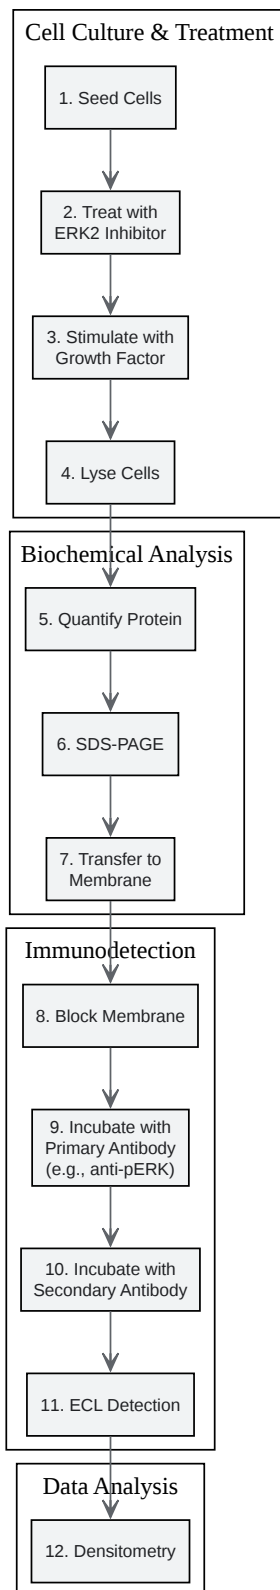 Cell Culture & Treatment
1. Seed Cells
2. Treat with
ERK2 Inhibitor
3. Stimulate with
Growth Factor
4. Lyse Cells
Biochemical Analysis
5. Quantify Protein
6. SDS-PAGE
7. Transfer to
Membrane
Immunodetection
8. Block Membrane
9. Incubate with
Primary Antibody
(e.g., anti-pERK)
10. Incubate with
Secondary Antibody
11. ECL Detection
Data Analysis
12. Densitometry